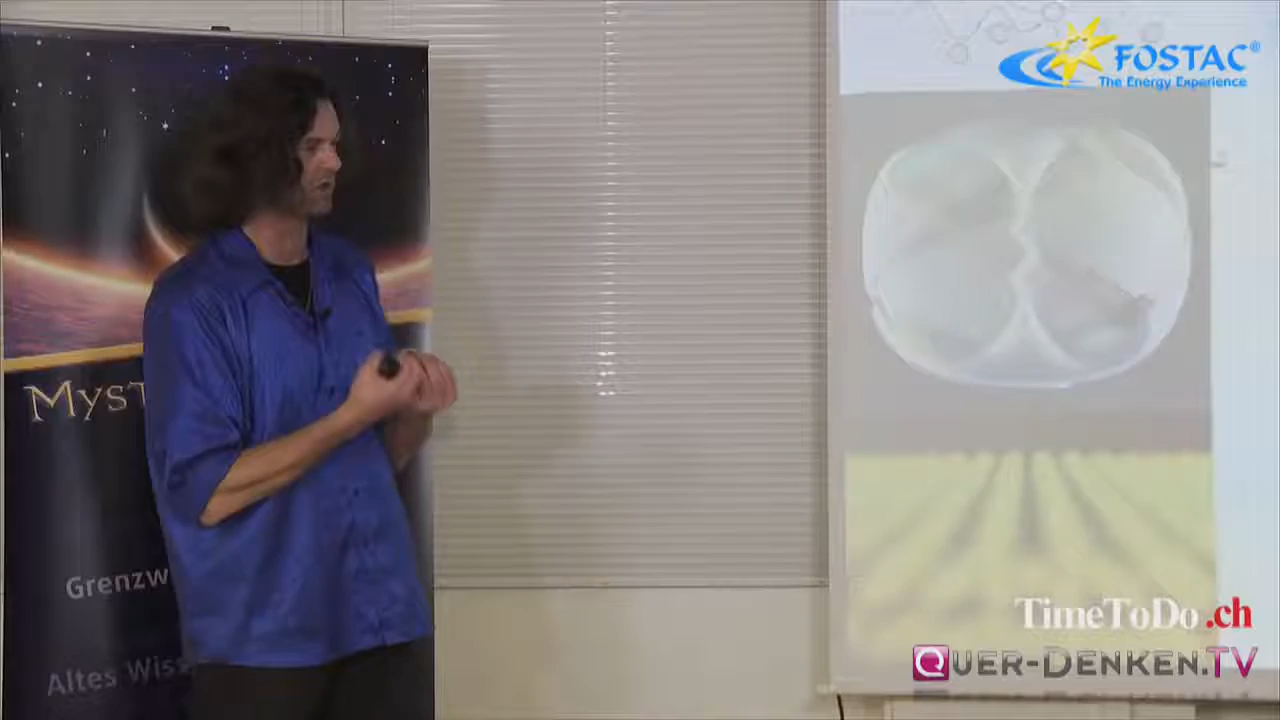 FOSTAC®
The Energy Experience
MYST
Grenzw
Altes Wiss
TimeToDo.ch
QUER-DENKEN.TV